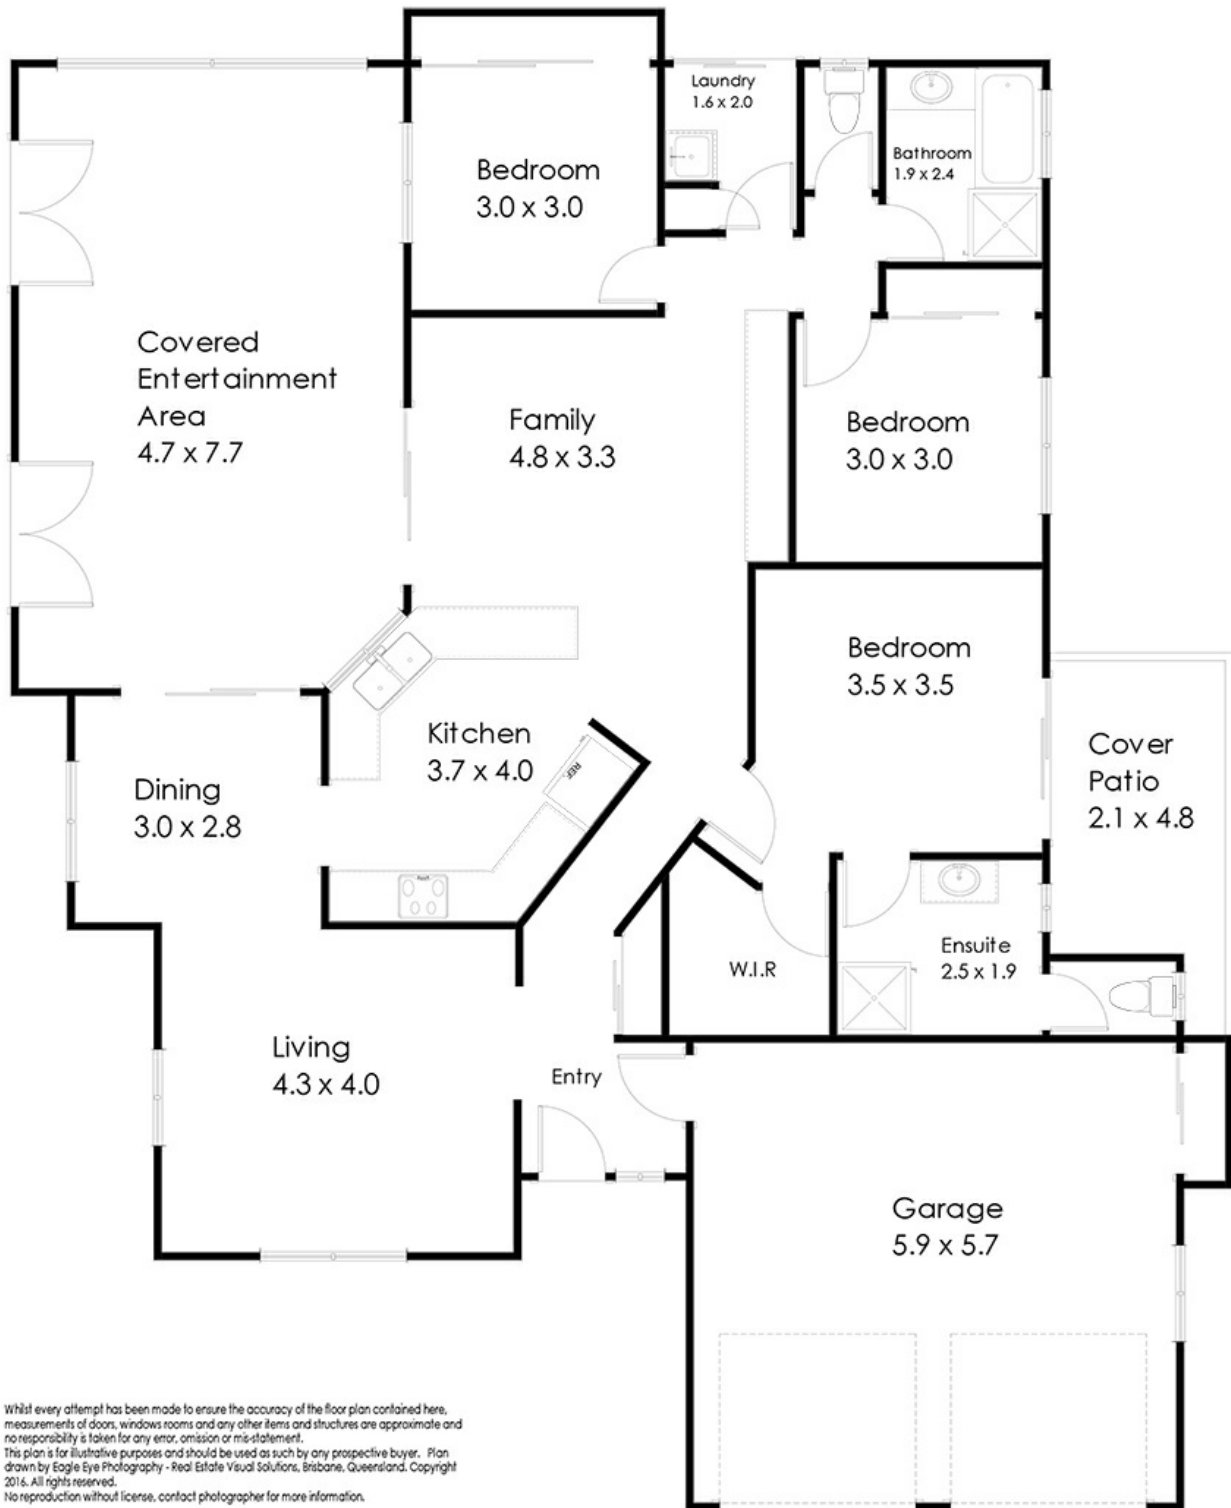 Laundry
1.6 x 2.0
Bedroom
3.0 x 3.0
Bathroom
1.9 x 2.4
Covered
Entertainment
Area
4.7 x 7.7
Family
4.8 x 3.3
Bedroom
3.0 x 3.0
Bedroom
3.5 x 3.5
Kitchen
3.7 x 4.0
REF.
Cover
Patio
2.1 x 4.8
Dining
3.0 x 2.8
Ensuite
2.5 x 1.9
W.I.R
Living
4.3 x 4.0
Entry
Garage
5.9 x 5.7
Whilst every attempt has been made to ensure the accuracy of the floor plan contained here,
measurements of doors, windows rooms and any other items and structures are approximate and
no responsibility is taken for any error, omission or mis-statement.
This plan is for illustrative purposes and should be used as such by any prospective buyer. Plan
drawn by Eagle Eye Photography - Real Estate Visual Solutions, Brisbane, Queensland. Copyright
2016. All rights reserved.
No reproduction without license, contact photographer for more information.